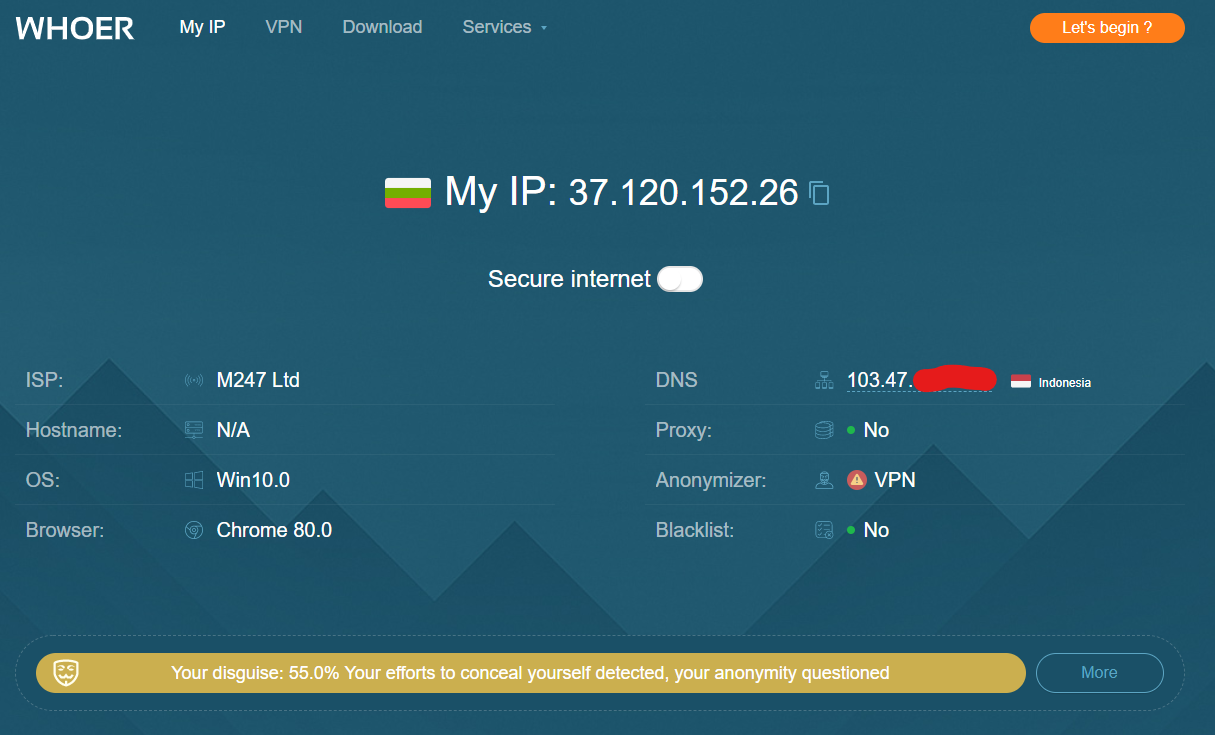 WHOER My IP VPN Download Services Let's begin ?
My IP: 37.120.152.26
Secure internet
ISP: M247 Ltd
DNS 103.47. Indonesia
Hostname: N/A
Proxy: No
OS: Win10.0
Anonymizer: VPN
Browser: Chrome 80.0
Blacklist: No
Your disguise: 55.0% Your efforts to conceal yourself detected, your anonymity questioned More